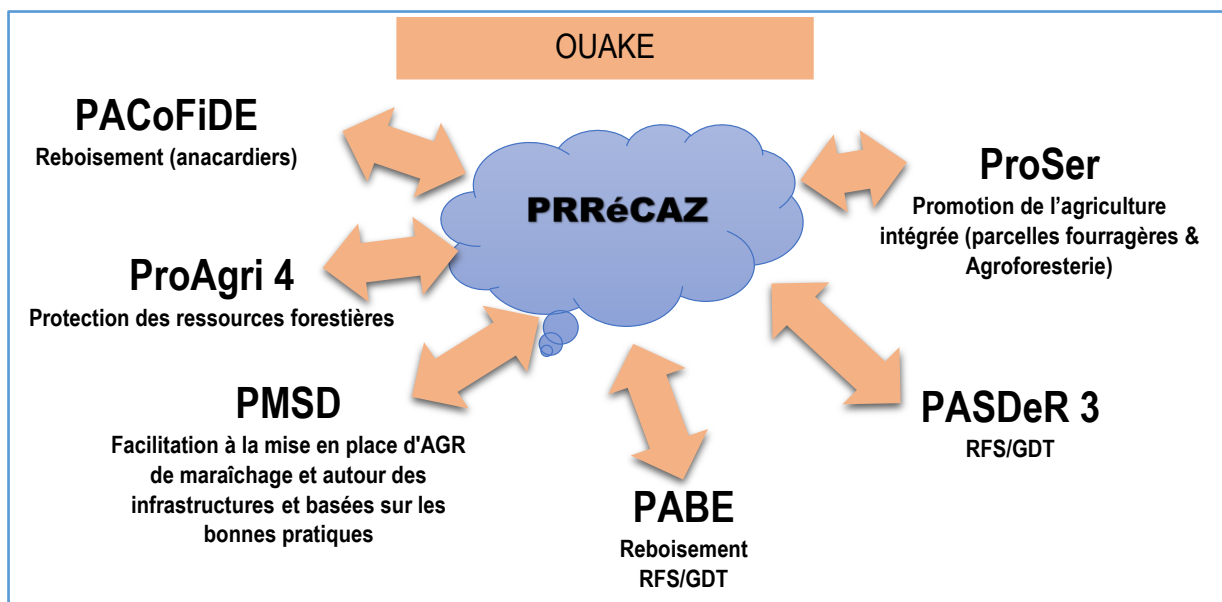 OUAKE
PACoFiDE
Reboisement (anacardiers)
PRRéCAZ
ProSer
Promotion de l’agriculture
intégrée (parcelles fourragères &
Agroforesterie)
ProAgri 4
Protection des ressources forestières
PMSD
Facilitation à la mise en place d'AGR
de maraîchage et autour des
infrastructures et basées sur les
bonnes pratiques
PABE
Reboisement
RFS/GDT
PASDeR 3
RFS/GDT